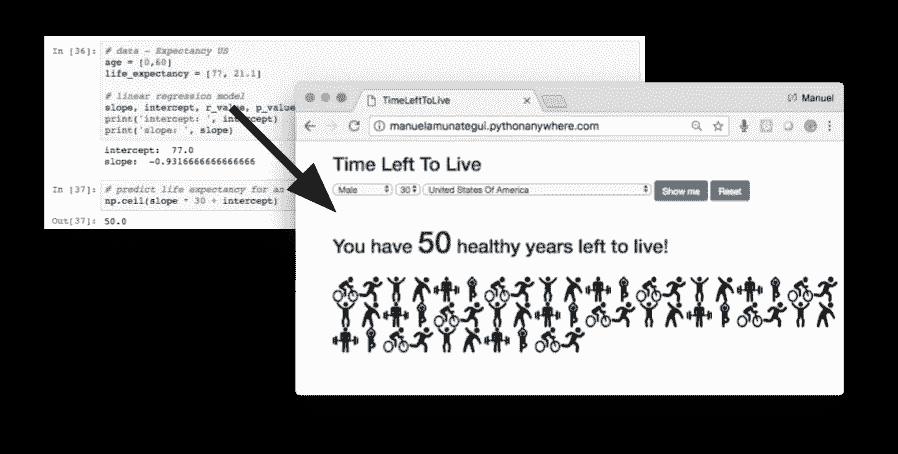 In [36]: # data - Expectancy US
age = [0,60]
life_expectancy = [77, 21.1]
# linear regression model
slope, intercept, r_value, p_value
print('intercept: ', intercept)
print('slope: ', slope)
intercept:  77.0
slope:  -0.9316666666666666
In [37]: # predict life expectancy for an
np.ceil(slope * 30 + intercept)
Out[37]: 50.0
TimeLeftToLive
Manuel
manuelamunategui.pythonanywhere.com
Time Left To Live
Male 30 United States Of America Show me Reset
You have 50 healthy years left to live!